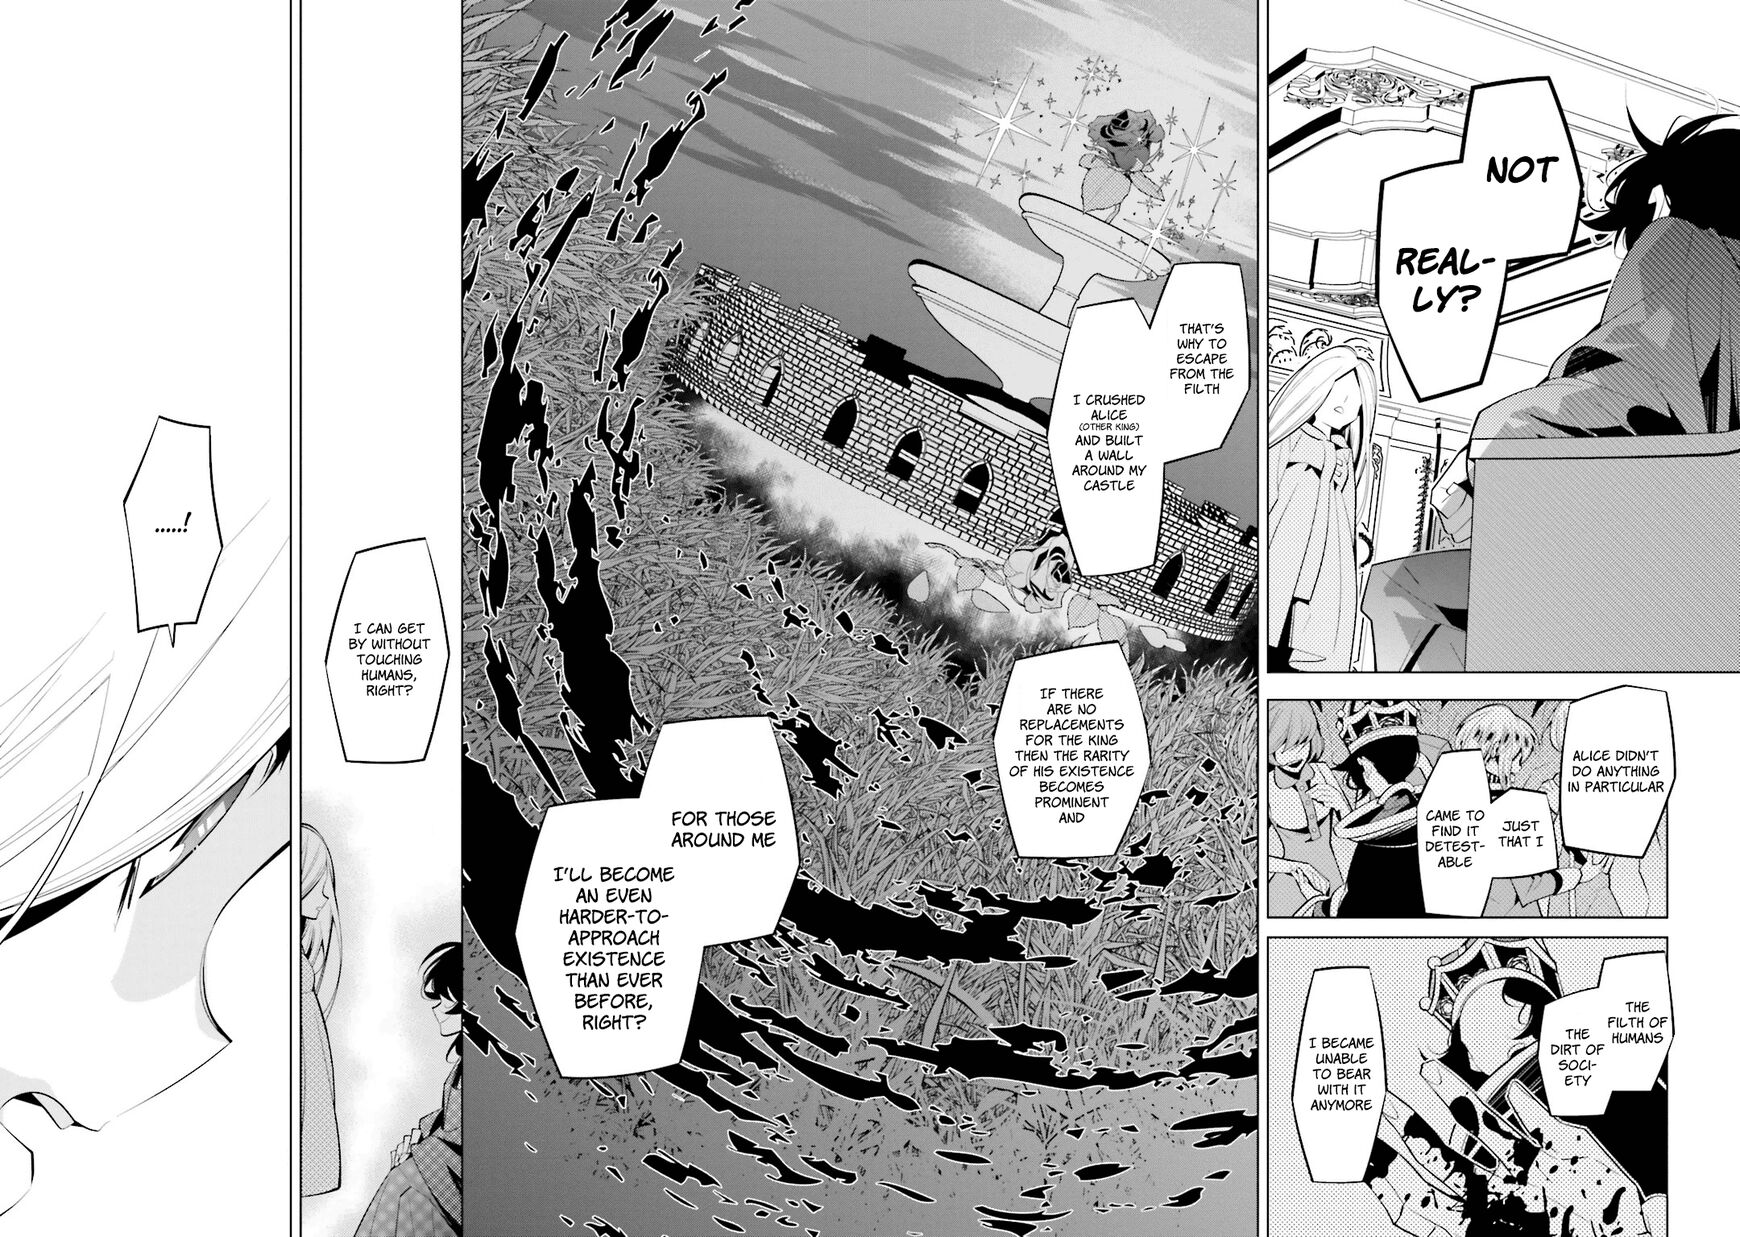 NOT
REAL-
LY?
ALICE DIDN'T
DO ANYTHING
IN PARTICULAR
JUST
THAT I
CAME TO
FIND IT
DETEST-
ABLE
THE
FILTH OF
HUMANS
THE
DIRT OF
SOCI-
ETY
I BECAME
UNABLE
TO BEAR
WITH IT
ANYMORE
THAT'S
WHY TO
ESCAPE
FROM THE
FILTH
I CRUSHED
ALICE
(OTHER KING)
AND BUILT
A WALL
AROUND MY
CASTLE
IF THERE
ARE NO
REPLACEMENTS
FOR THE KING
THEN THE RARITY
OF HIS EXISTENCE
BECOMES
PROMINENT
AND
FOR THOSE
AROUND ME
I'LL BECOME
AN EVEN
HARDER-TO-
APPROACH
EXISTENCE
THAN EVER
BEFORE,
RIGHT?
I CAN GET
BY WITHOUT
TOUCHING
HUMANS,
RIGHT?
......!